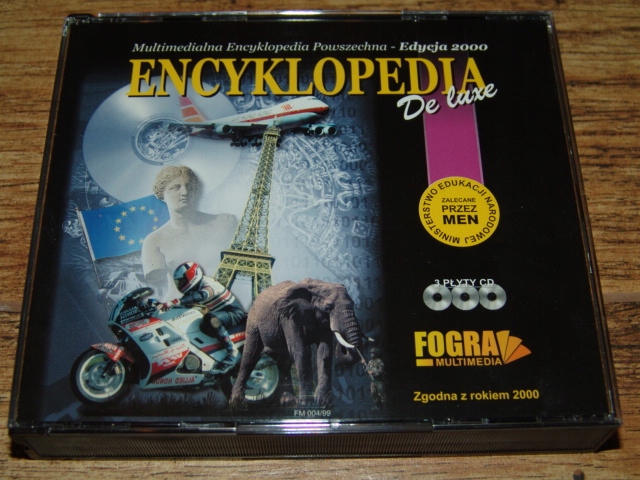 Multimedialna Encyklopedia Powszechna - Edycja 2000
ENCYKLOPEDIA
De luxe
MINISTERSTWO EDUKACJI NARODOWEJ
ZALECANE
PRZEZ
MEN
3 PŁYTY CD
FOGRA
MULTIMEDIA
Zgodna z rokiem 2000
FM 004/99